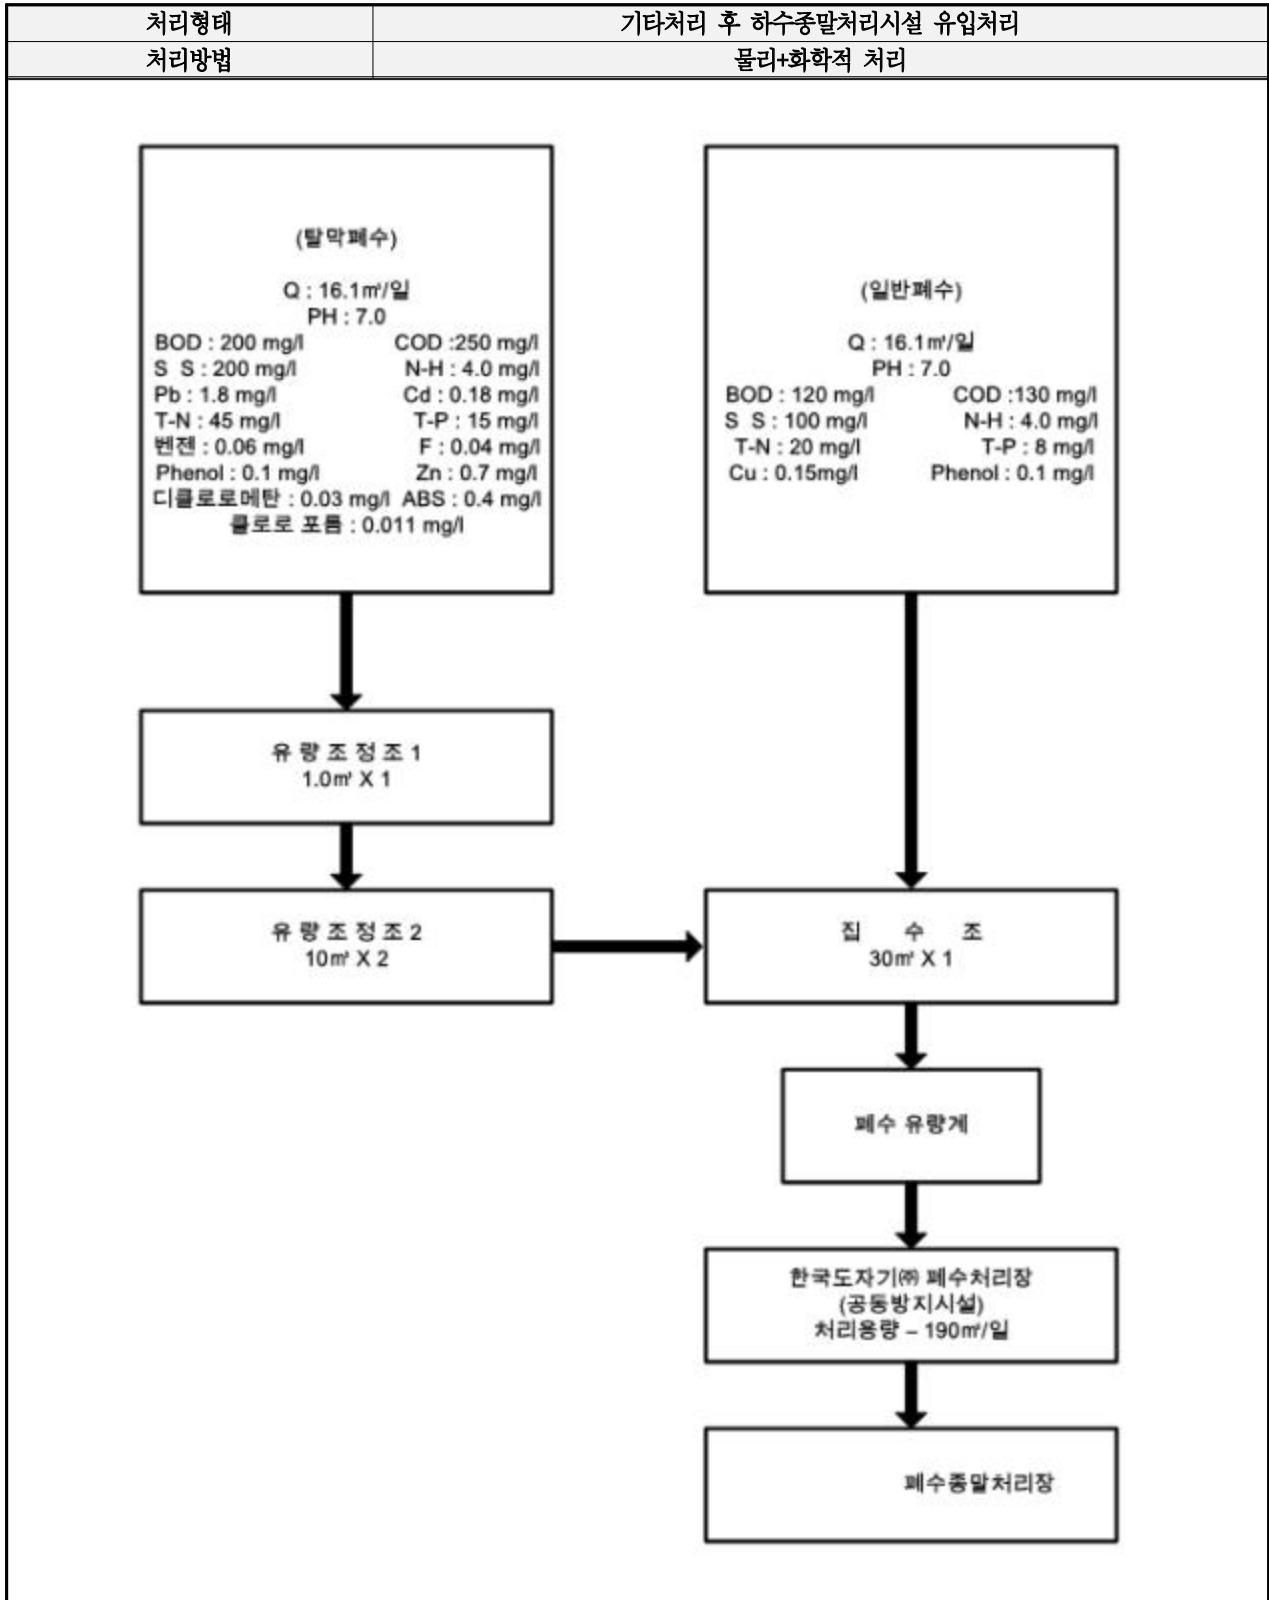 처리형태 기타처리 후 하수종말처리시설 유입처리
처리방법 물리+화학적 처리
(탈막폐수)
Q : 16.1㎥/일
PH : 7.0
BOD : 200 mg/l COD :250 mg/l
S S : 200 mg/l N-H : 4.0 mg/l
Pb : 1.8 mg/l Cd : 0.18 mg/l
T-N : 45 mg/l T-P : 15 mg/l
벤젠 : 0.06 mg/l F : 0.04 mg/l
Phenol : 0.1 mg/l Zn : 0.7 mg/l
디클로로메탄 : 0.03 mg/l ABS : 0.4 mg/l
클로로 포름 : 0.011 mg/l
(일반폐수)
Q : 16.1㎥/일
PH : 7.0
BOD : 120 mg/l COD :130 mg/l
S S : 100 mg/l N-H : 4.0 mg/l
T-N : 20 mg/l T-P : 8 mg/l
Cu : 0.15mg/l Phenol : 0.1 mg/l
유 량 조 정 조 1
1.0㎥ X 1
유 량 조 정 조 2
10㎥ X 2
집 수 조
30㎥ X 1
폐수 유량계
한국도자기㈜ 폐수처리장
(공동방지시설)
처리용량 – 190㎥/일
폐수종말처리장